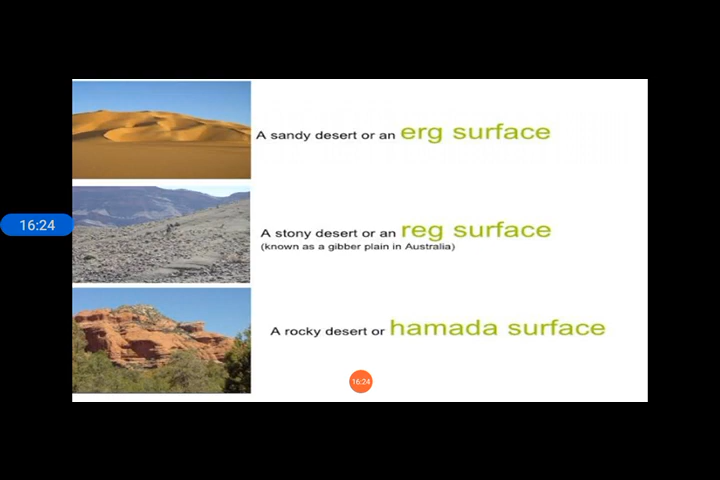 A sandy desert or an erg surface
16:24
A stony desert or an reg surface
(known as a gibber plain in Australia)
A rocky desert or hamada surface
16:24